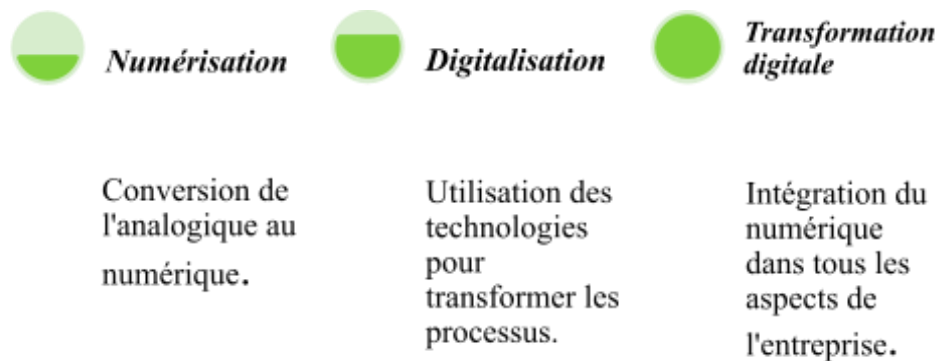 Numérisation
Conversion de
l'analogique au
numérique.
Digitalisation
Utilisation des
technologies
pour
transformer les
processus.
Transformation
digitale
Intégration du
numérique
dans tous les
aspects de
l'entreprise.